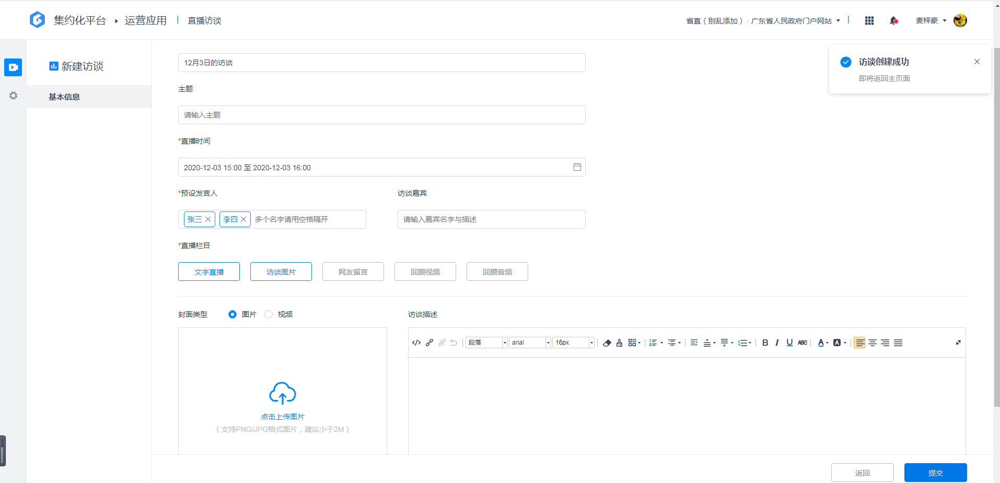 集约化平台 运营应用 直播访谈 省直（别乱添加）· 广东省人民政府门户网站 麦梓豪
新建访谈
基本信息
访谈创建成功
即将返回主页面
12月3日的访谈
主题
请输入主题
*直播时间
2020-12-03 15:00 至 2020-12-03 16:00
*预设发言人 访谈嘉宾
张三 李四 多个名字请用空格隔开 请输入嘉宾名字与描述
*直播栏目
文字直播 访谈图片 网友留言 回顾视频 回顾音频
封面类型 图片 视频 访谈描述
段落 arial 16px B I U ABC A A
点击上传图片
（支持PNG/JPG格式图片，建议小于2M）
返回 提交